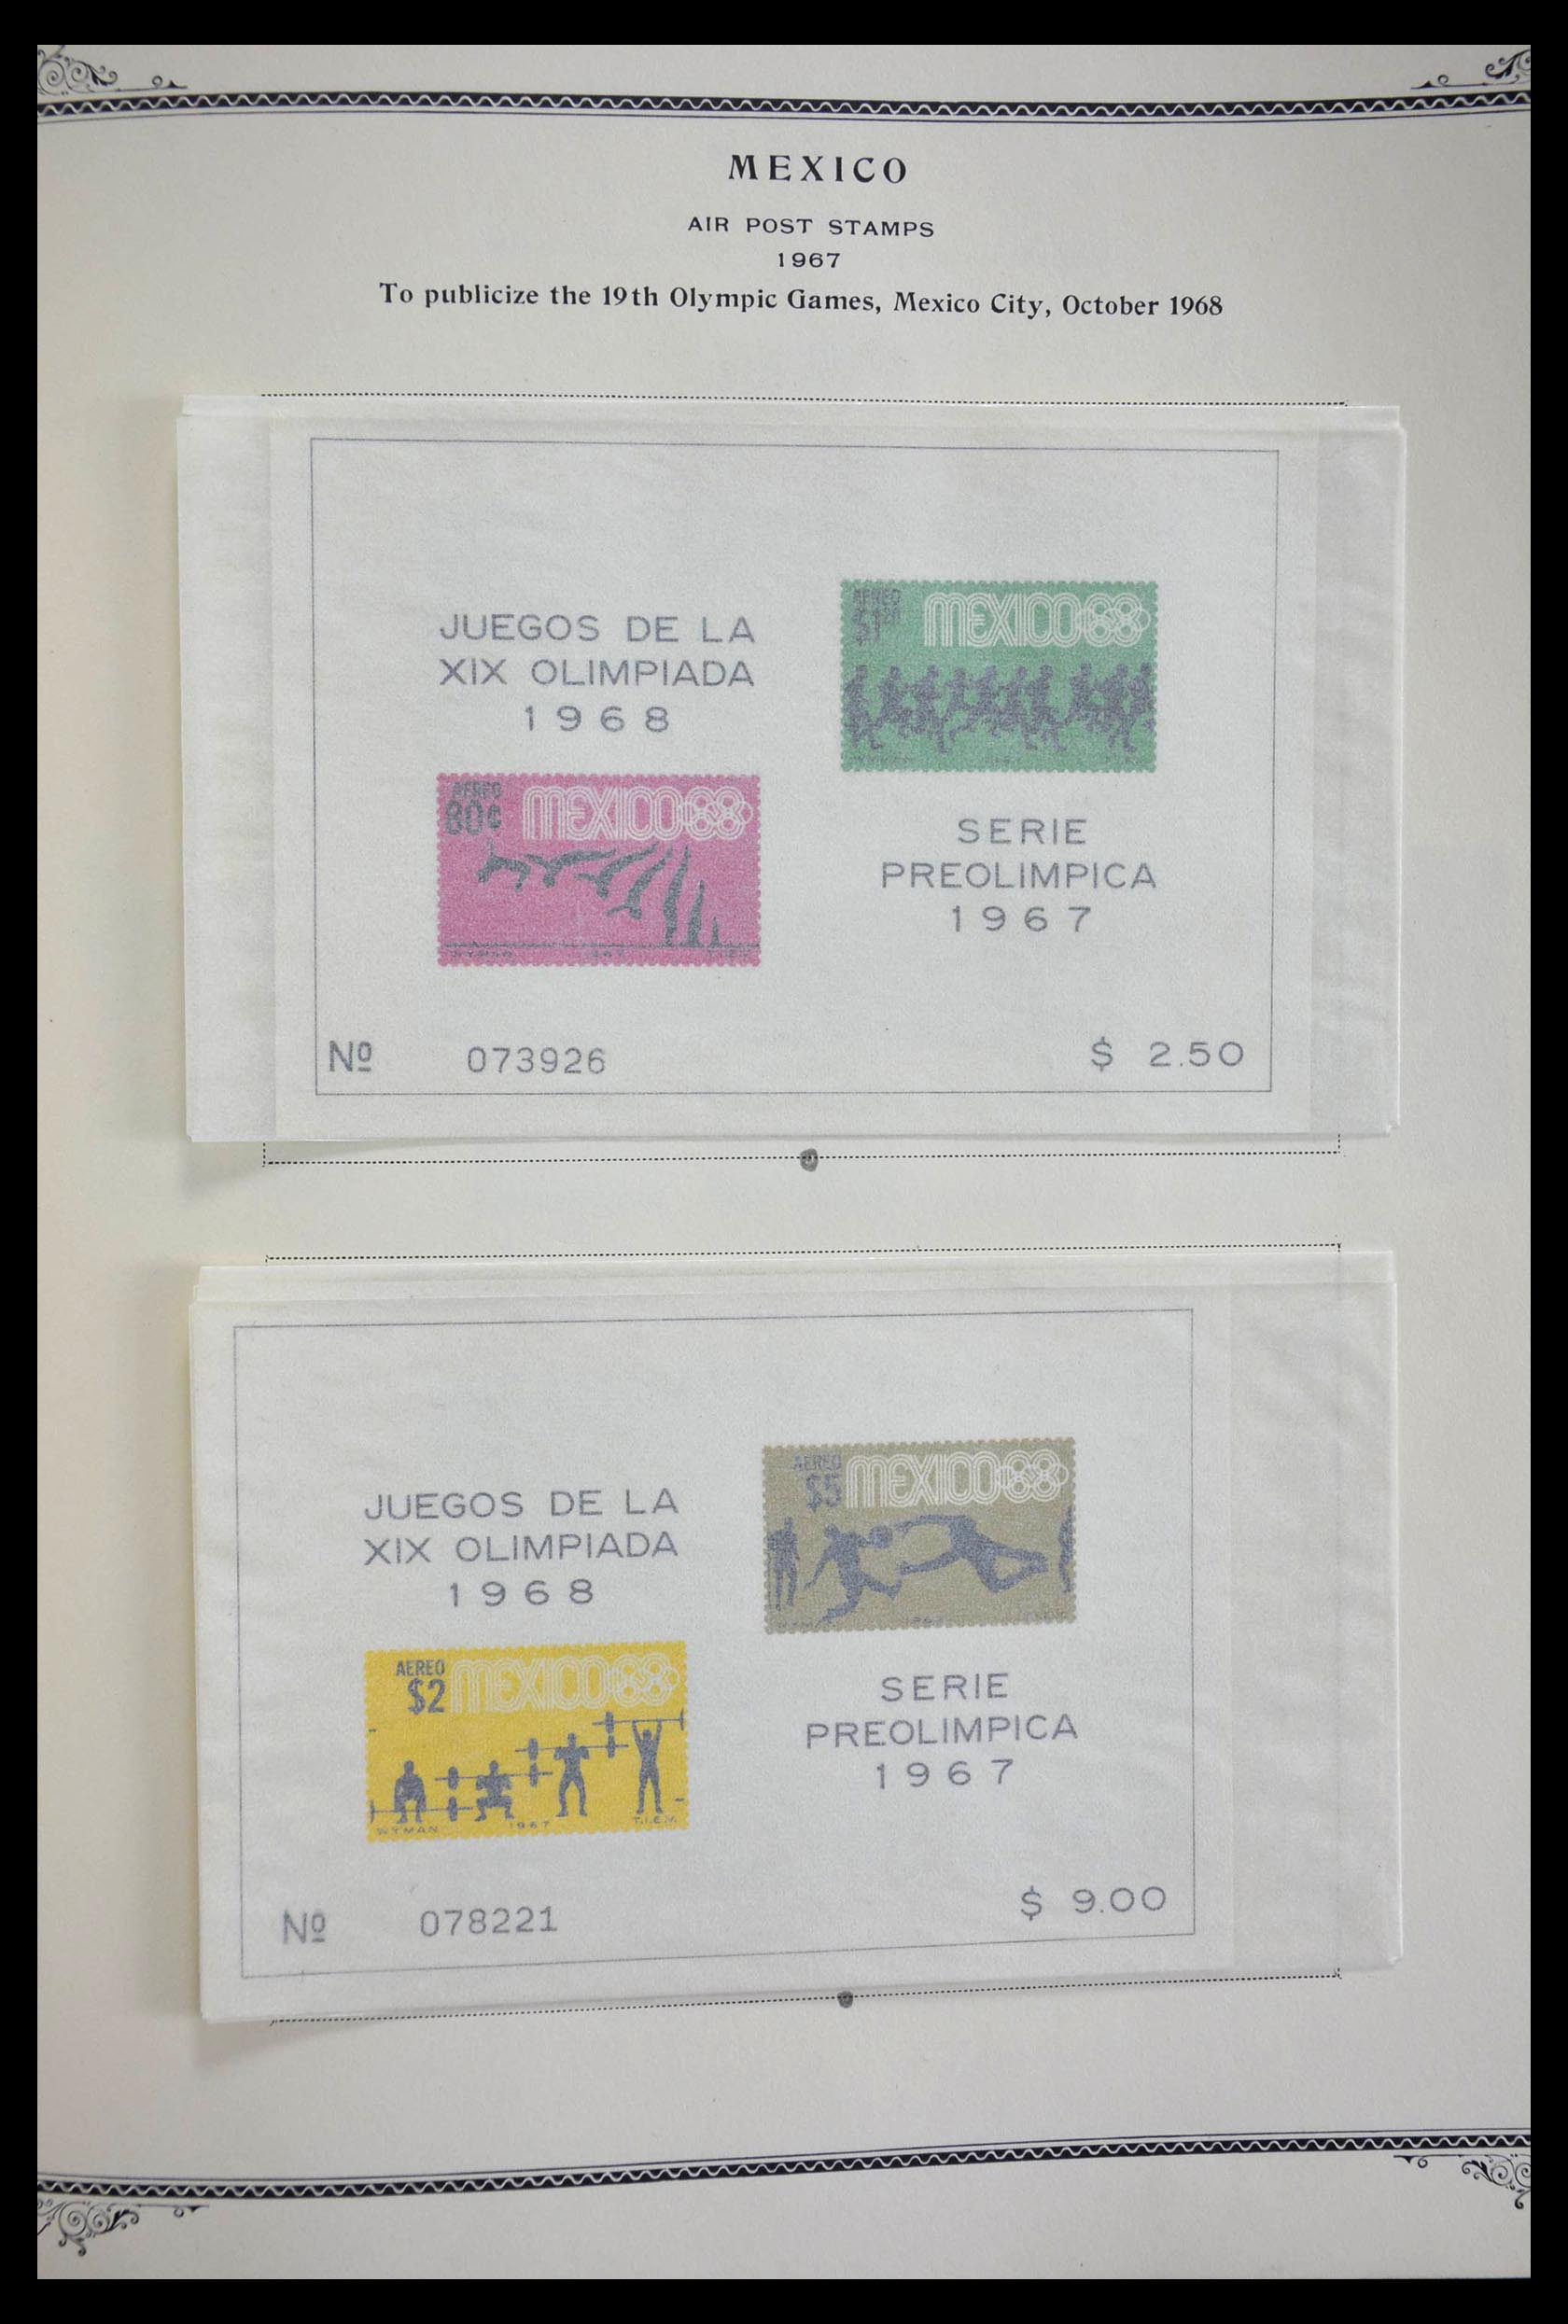 MEXICO
AIR POST STAMPS
1967
To publicize the 19th Olympic Games, Mexico City, October 1968
JUEGOS DE LA
XIX OLIMPIADA
1968
AEREO
MEXICO68
AEREO
80¢
MEXICO68
SERIE
PREOLIMPICA
1967
Nº 073926
$ 2.50
JUEGOS DE LA
XIX OLIMPIADA
1968
AEREO
$5
MEXICO68
AEREO
$2
MEXICO68
WYMAN 1967 T.I.E.V.
SERIE
PREOLIMPICA
1967
Nº 078221
$ 9.00